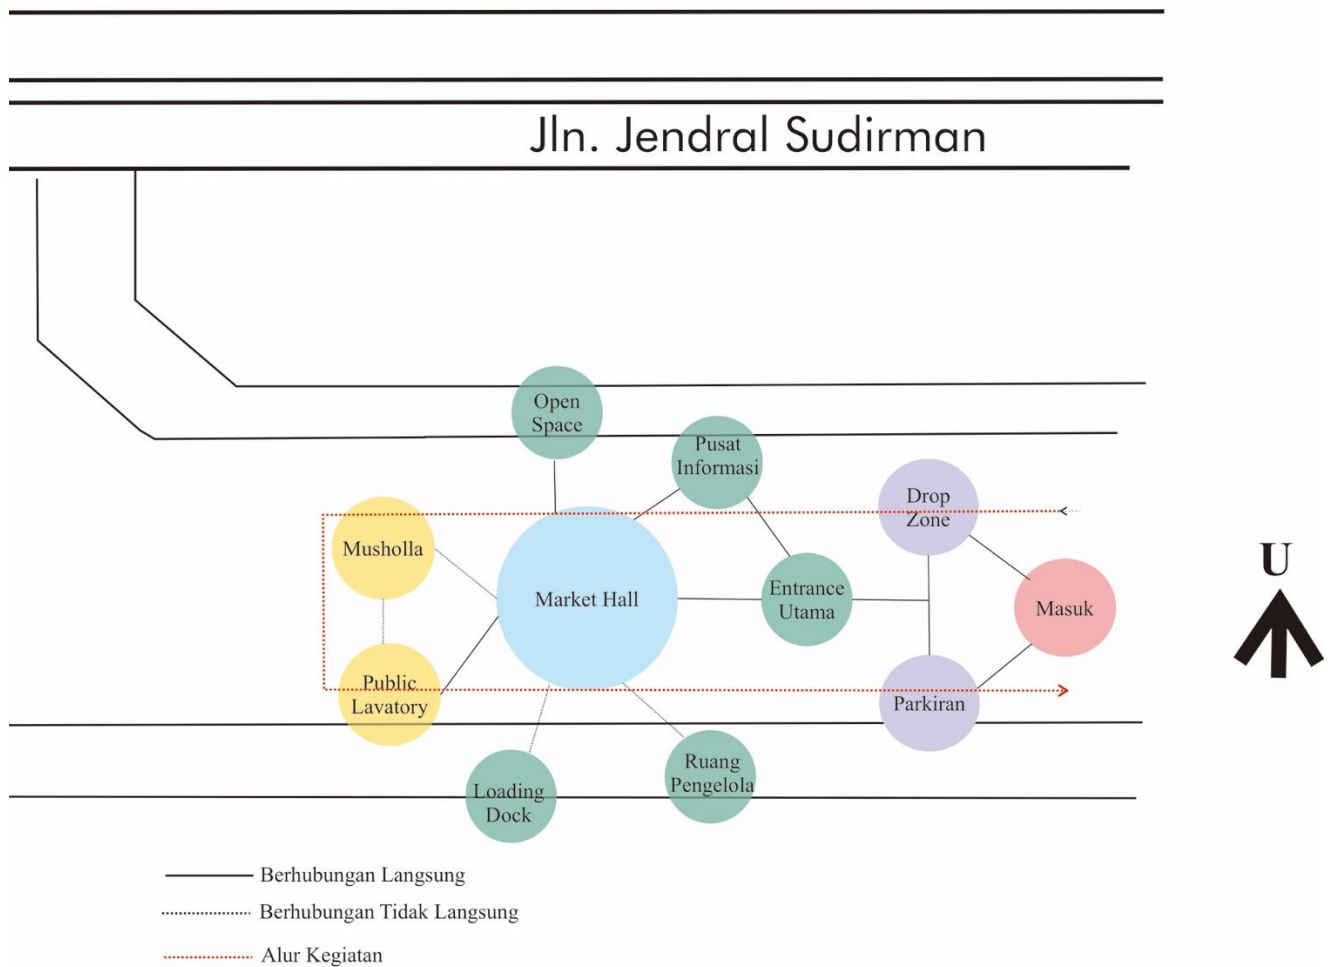 Jln. Jendral Sudirman
Open
Space
Pusat
Informasi
Drop
Zone
Musholla
Market Hall
Entrance
Utama
Masuk
U
Public
Lavatory
Parkiran
Loading
Dock
Ruang
Pengelola
Berhubungan Langsung
Berhubungan Tidak Langsung
Alur Kegiatan